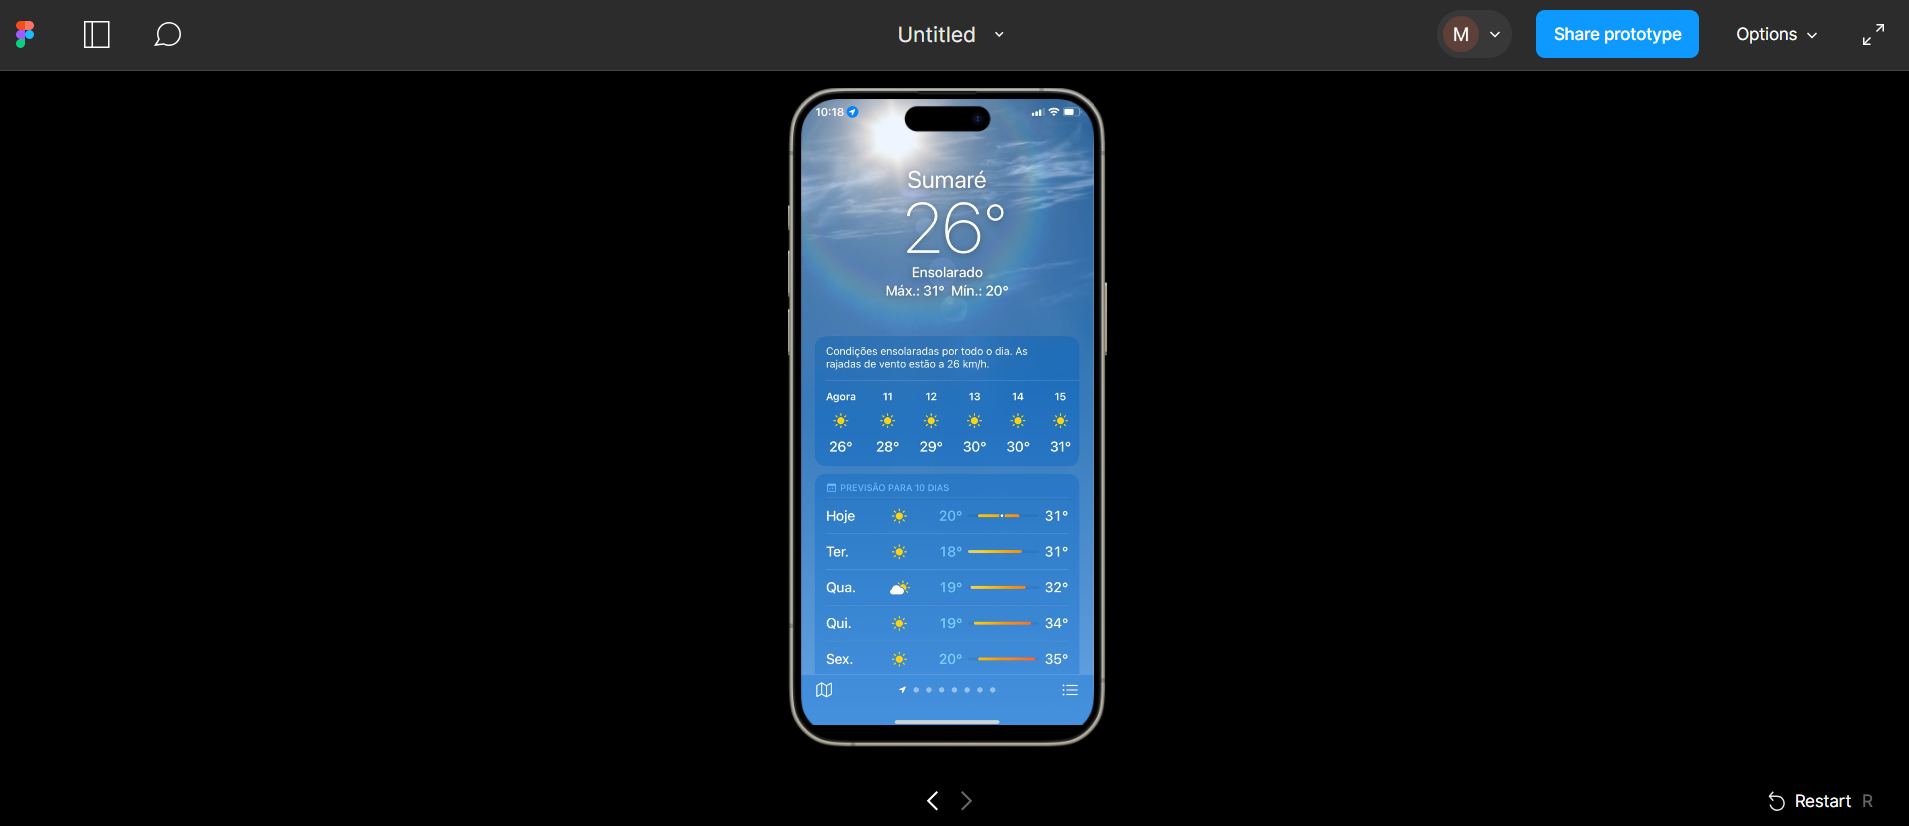 Untitled
M
Share prototype
Options
10:18
Sumaré
26°
Ensolarado
Máx.: 31° Mín.: 20°
Condições ensolaradas por todo o dia. As
rajadas de vento estão a 26 km/h.
Agora 11 12 13 14 15
26° 28° 29° 30° 30° 31°
PREVISÃO PARA 10 DIAS
Hoje 20° 31°
Ter. 18° 31°
Qua. 19° 32°
Qui. 19° 34°
Sex. 20° 35°
Restart R